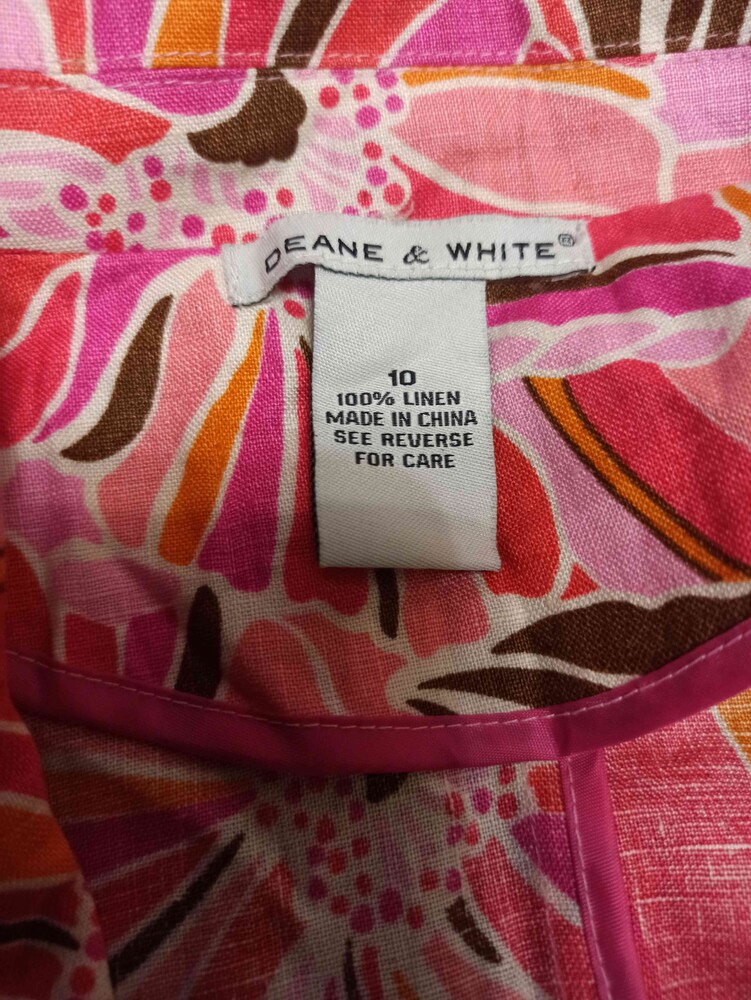 DEANE & WHITE®
10
100% LINEN
MADE IN CHINA
SEE REVERSE
FOR CARE